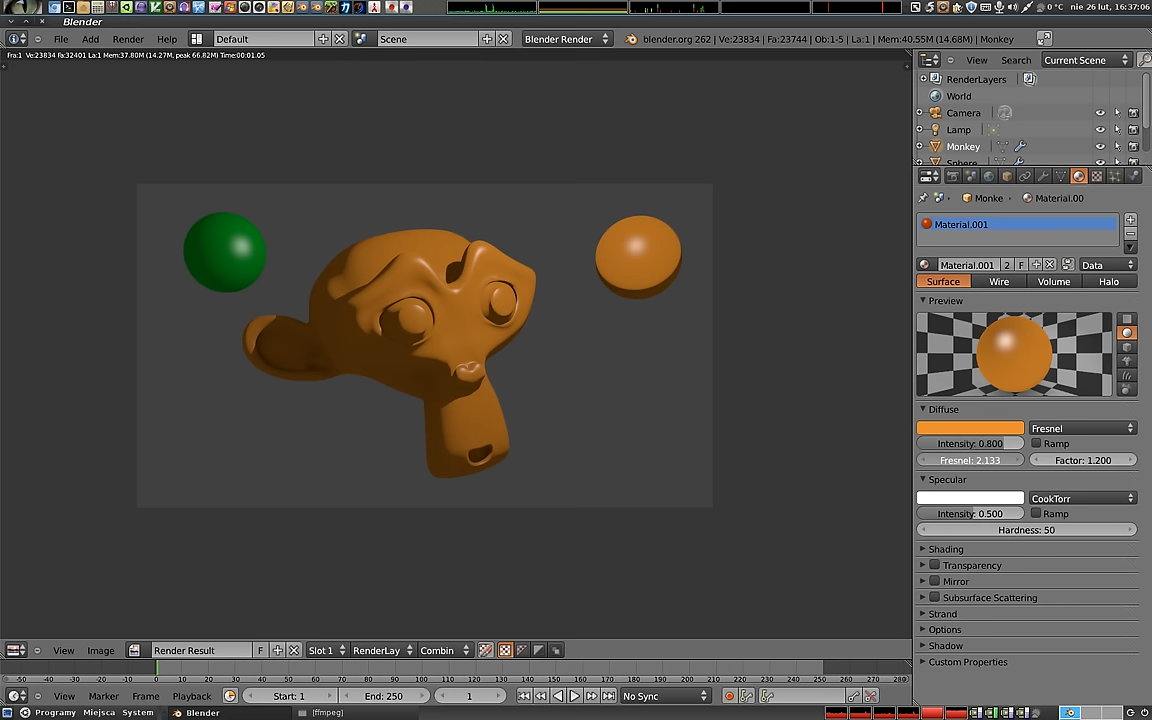 0 °C nie 26 lut, 16:37:06
Blender
File Add Render Help Default Scene Blender Render blender.org 262 | Ve:23834 | Fa:23744 | Ob:1-5 | La:1 | Mem:40.55M (14.68M) | Monkey
Fra:1 Ve:23834 Fa:32401 La:1 Mem:37.80M (14.27M, peak 66.82M) Time:00:01.05
View Search Current Scene
RenderLayers |
World
Camera |
Lamp |
Monkey |
Sphere |
Monke Material.00
Material.001
Material.001 2 F Data
Surface Wire Volume Halo
Preview
Diffuse
Fresnel
Intensity: 0.800 Ramp
Fresnel: 2.133 Factor: 1.200
Specular
CookTorr
Intensity: 0.500 Ramp
Hardness: 50
Shading
Transparency
Mirror
Subsurface Scattering
Strand
Options
Shadow
Custom Properties
View Image Render Result F Slot 1 RenderLay Combin
-50 -40 -30 -20 -10 0 10 20 30 40 50 60 70 80 90 100 110 120 130 140 150 160 170 180 190 200 210 220 230 240 250 260 270 280
View Marker Frame Playback Start: 1 End: 250 1 No Sync
Programy Miejsca System Blender [ffmpeg]